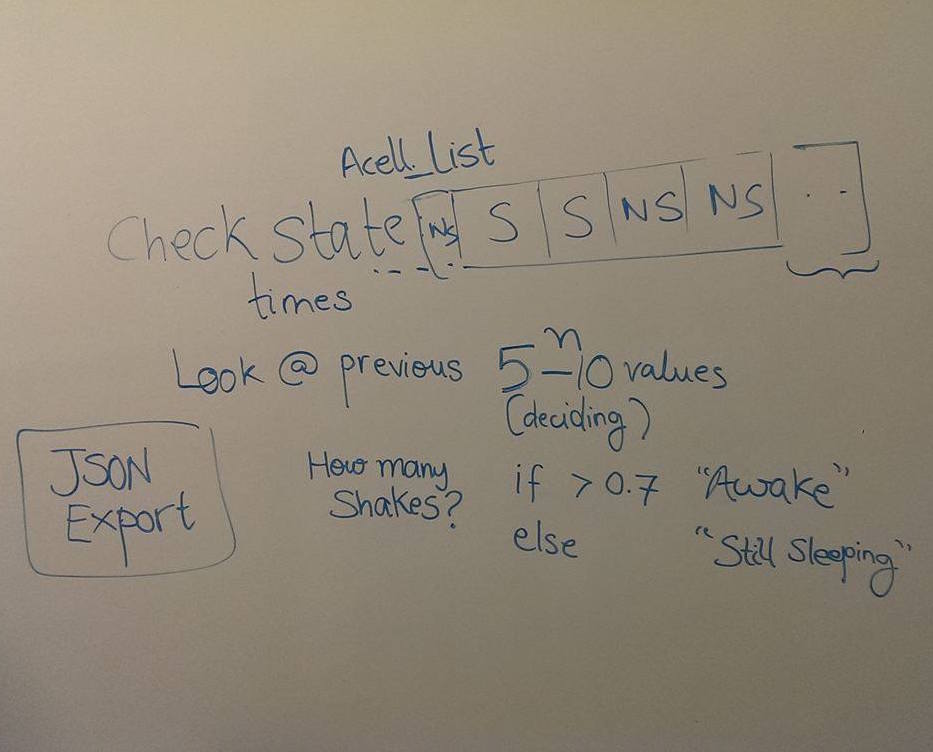 Acell_List
Check State NS S S NS NS ..
times
Look @ previous 5-10 values
n
(deciding)
JSON
Export
How many
Shakes?
if > 0.7 "Awake"
else "Still Sleeping"